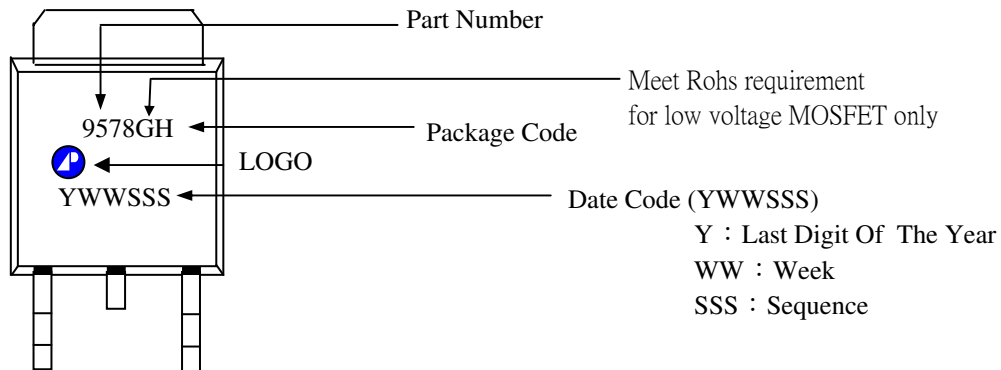 Part Number
Meet Rohs requirement
for low voltage MOSFET only
9578GH
Package Code
LOGO
YWWSSS
Date Code (YWWSSS)
Y：Last Digit Of The Year
WW：Week
SSS：Sequence